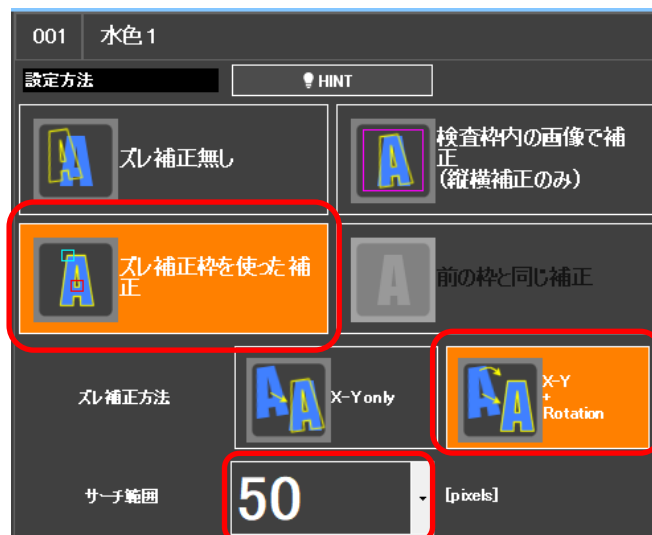 001 水色1
設定方法 HINT
ズレ補正無し
検査枠内の画像で補
正
(縦横補正のみ)
ズレ補正枠を使った補
正
前の枠と同じ補正
ズレ補正方法
X-Y only
X-Y
+
Rotation
サーチ範囲 50 [pixels]